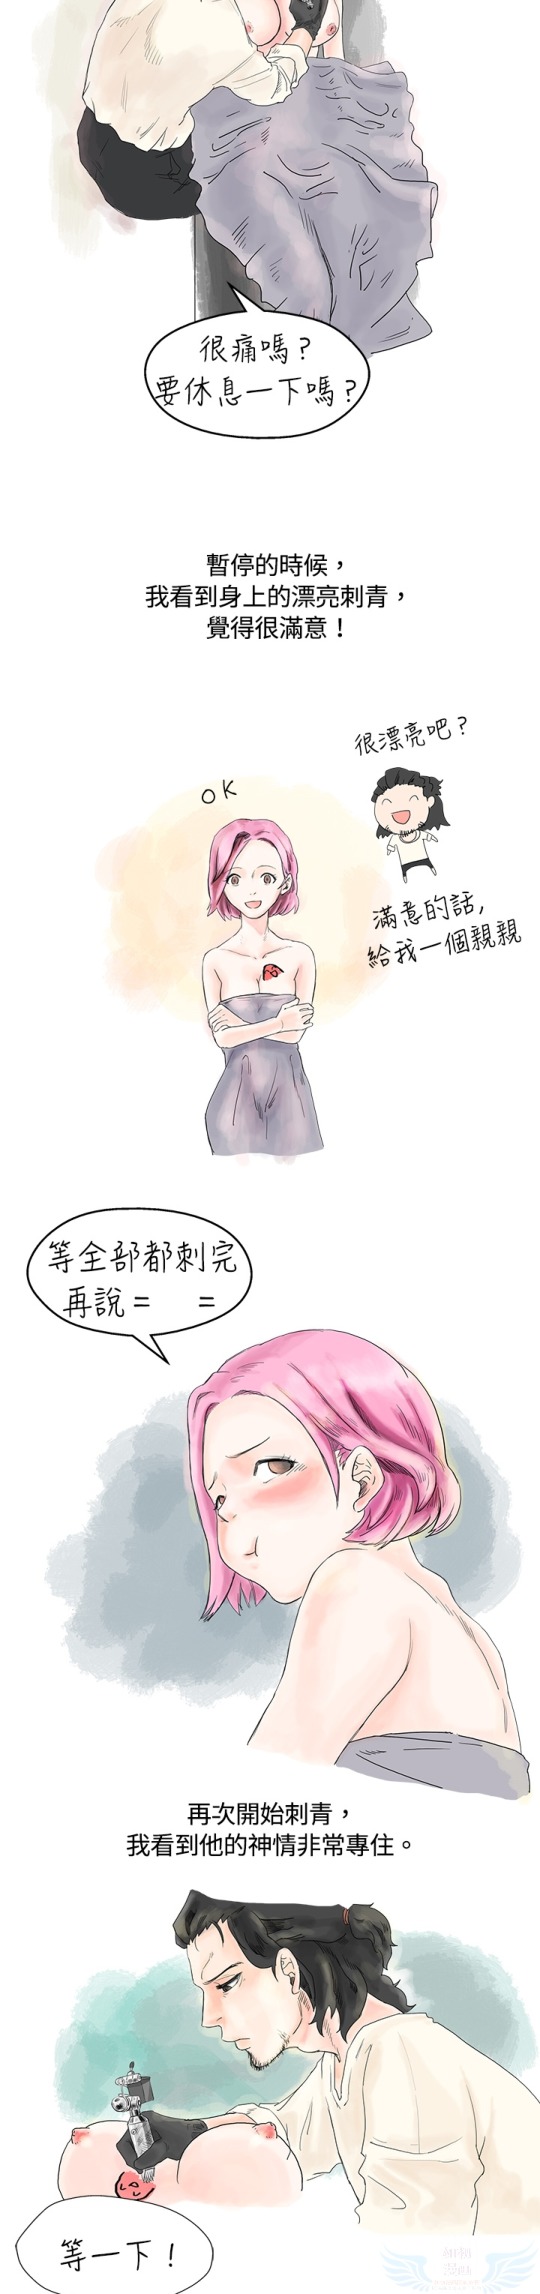 很痛嗎？
要休息一下嗎？
暫停的時候，
我看到身上的漂亮刺青，
覺得很滿意！
很漂亮吧？
OK
滿意的話，
給我一個親親
等全部都刺完
再說= =
再次開始刺青，
我看到他的神情非常專住。
等一下！